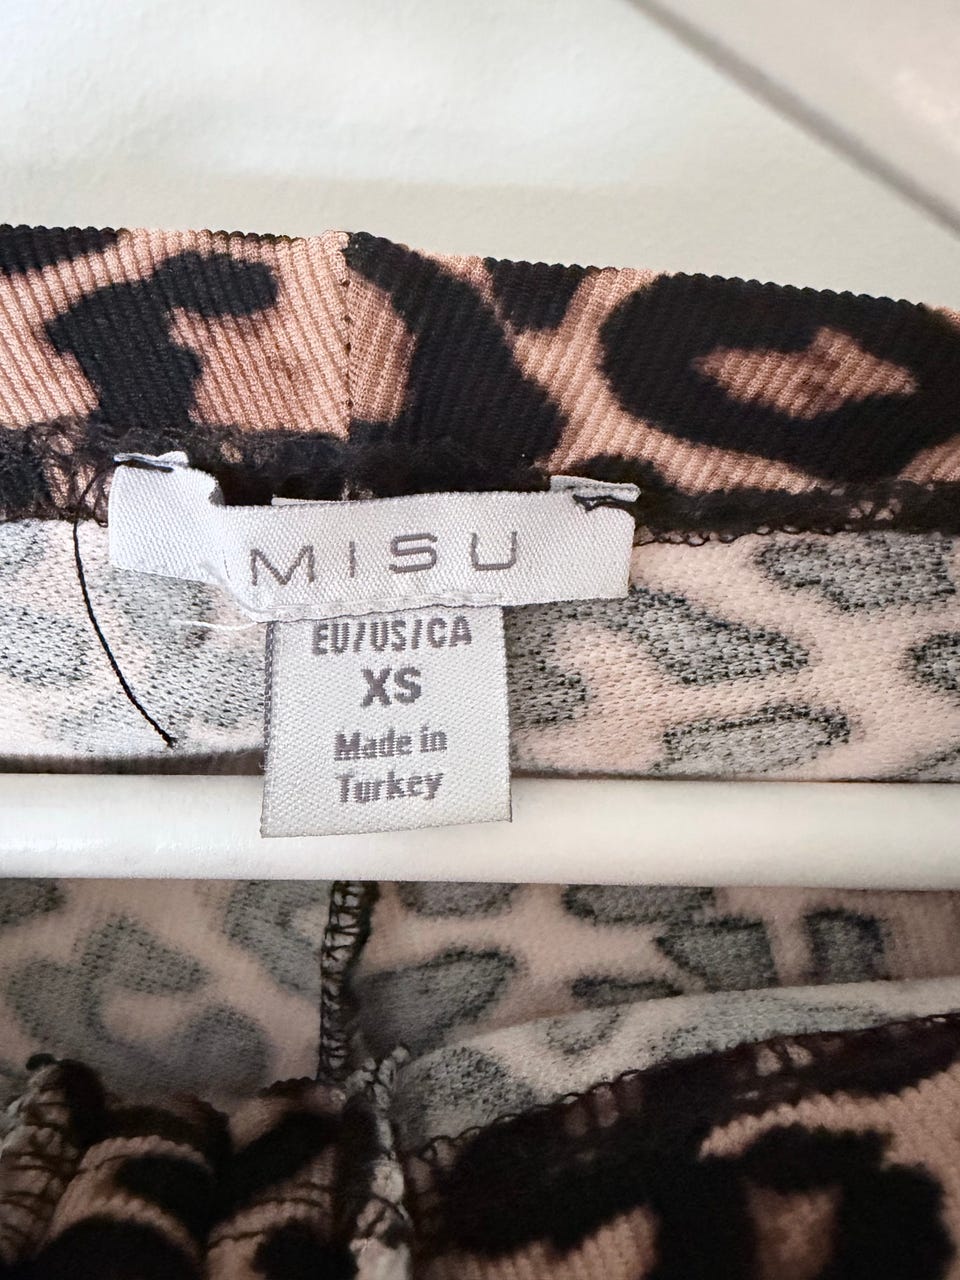 MISU
EU/US/CA
XS
Made in
Turkey